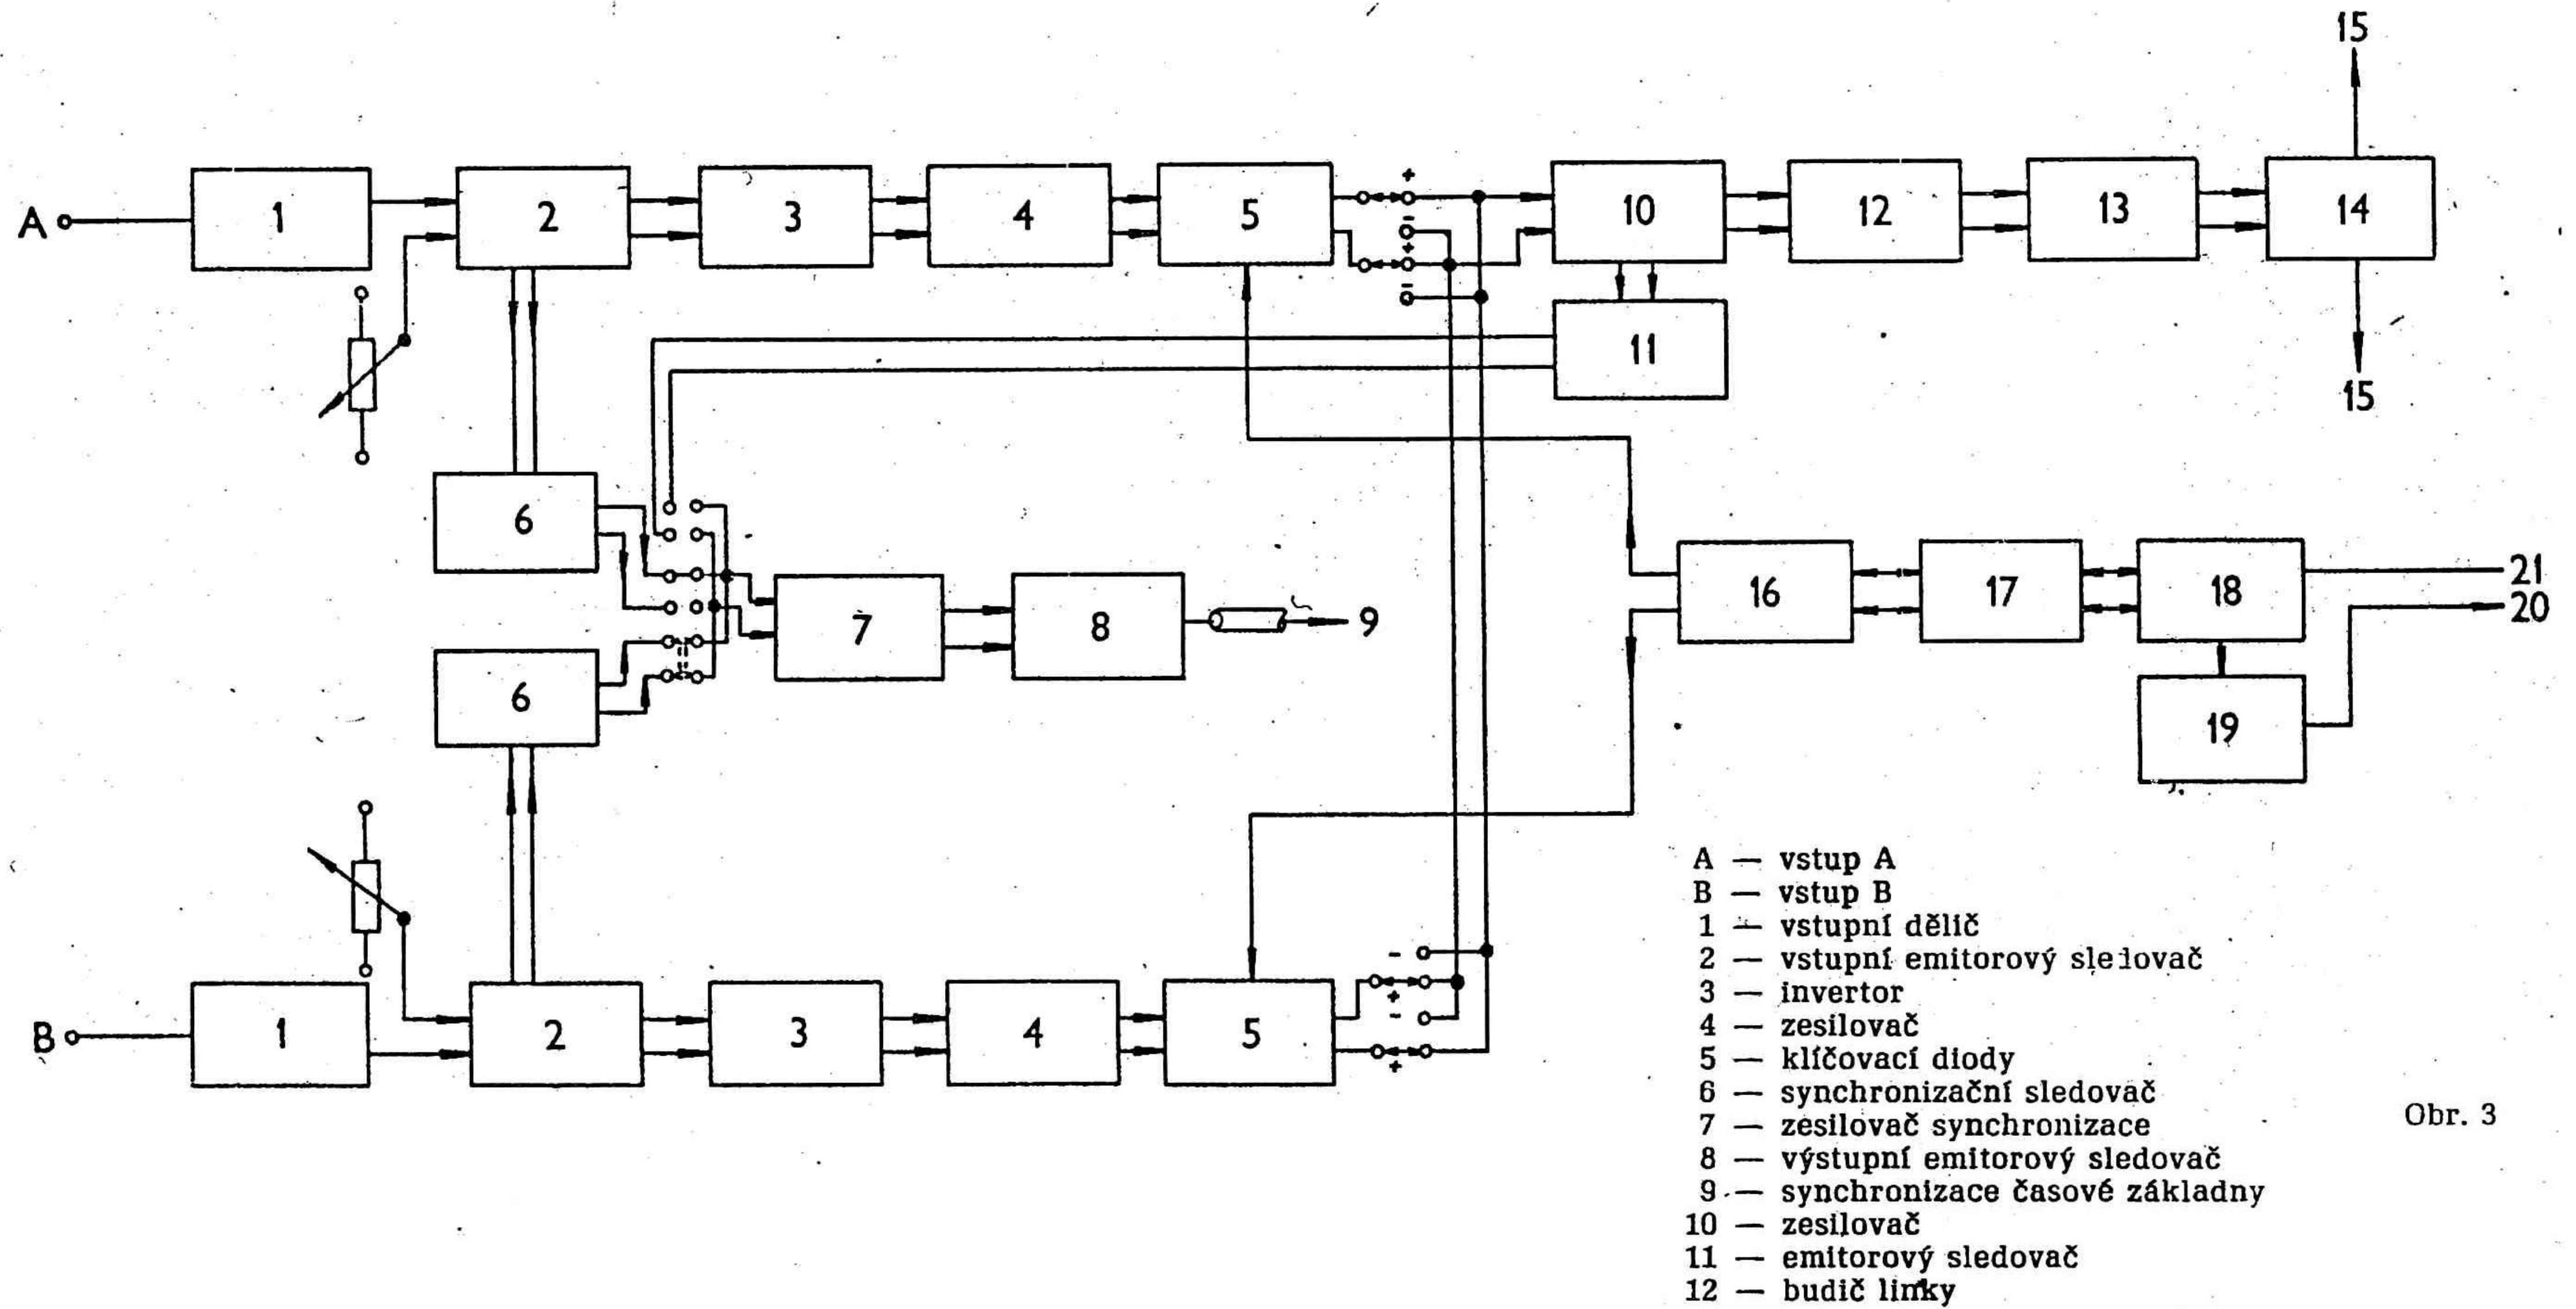 15
A
1
2
3
4
5
+
-
+
-
10
12
13
14
11
15
6
7
8
9
6
16
17
18
21
20
19
B
1
2
3
4
5
-
+
-
+
A — vstup A
B — vstup B
1 — vstupní dělič
2 — vstupní emitorový sledovač
3 — invertor
4 — zesilovač
5 — klíčovací diody
6 — synchronizační sledovač
7 — zesilovač synchronizace
8 — výstupní emitorový sledovač
9 — synchronizace časové základny
10 — zesilovač
11 — emitorový sledovač
12 — budič linky
Obr. 3